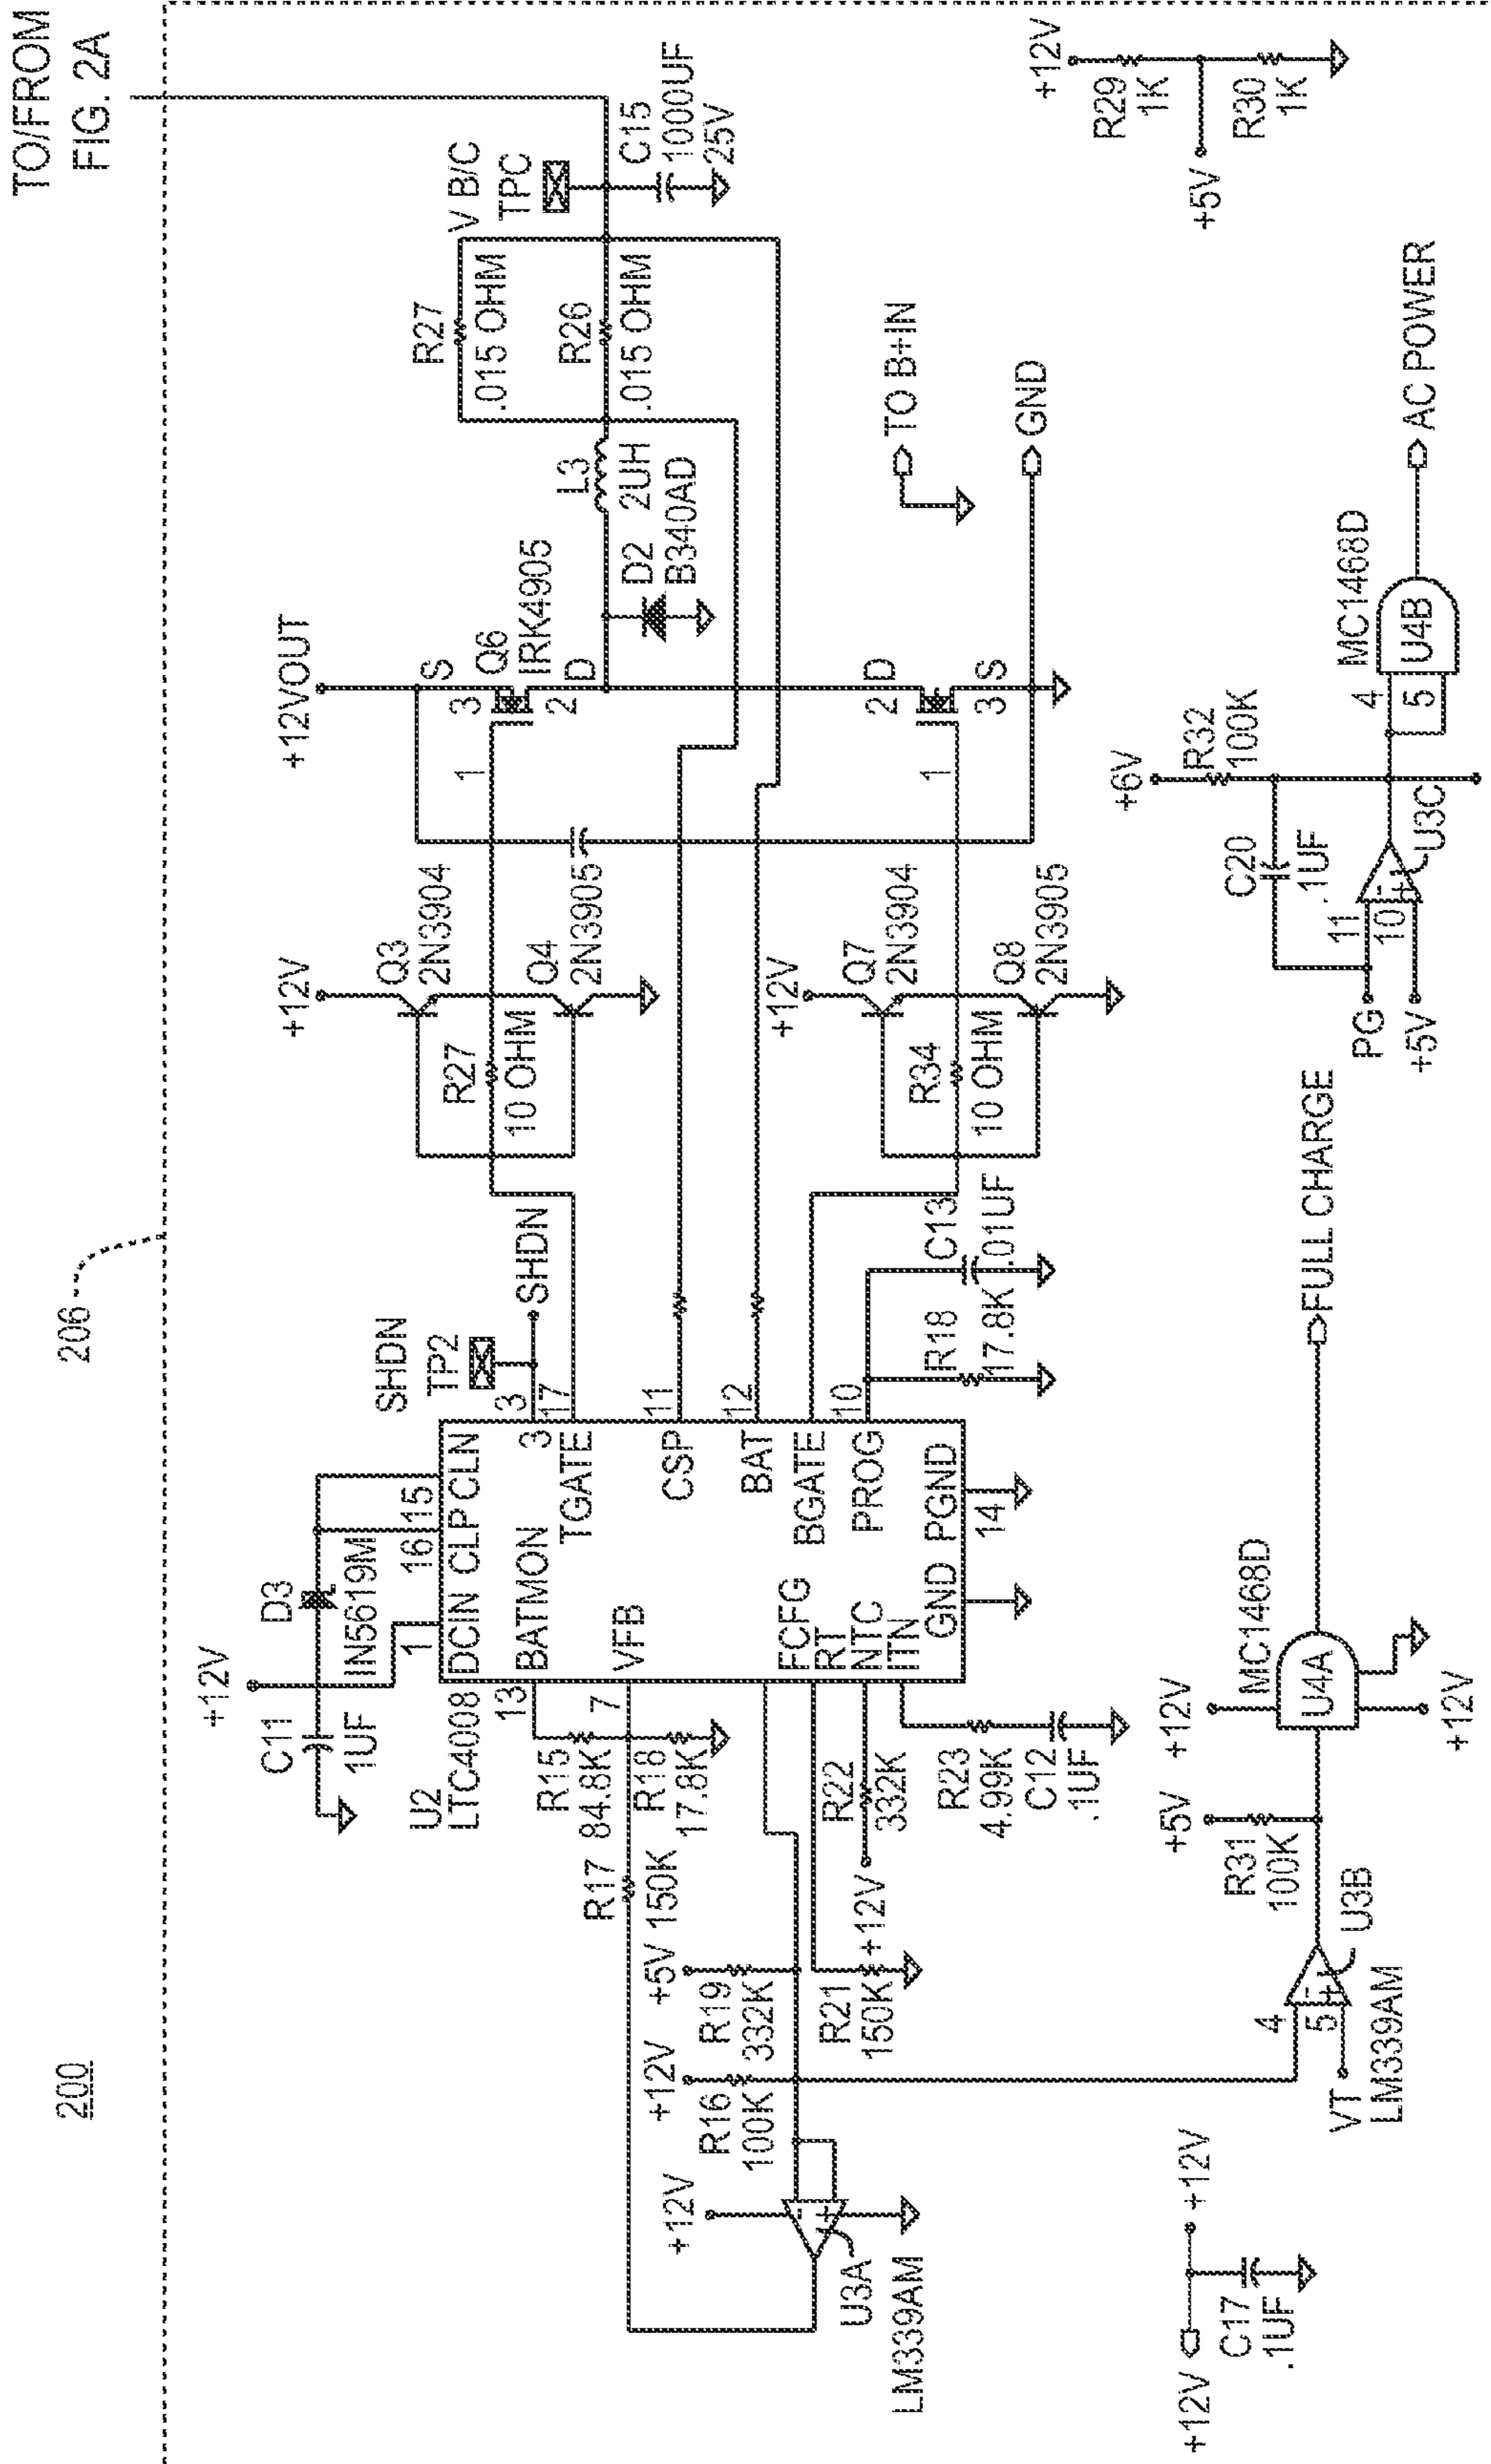 TO/FROM
FIG. 2A
206
200
+12V
C11
1UF
D3
IN5619M
U2
LTC4008
1
16
15
DCIN
CLP
CLN
BATMON
VFB
FCFG
RT
NTC
ITN
GND
PGND
3
TGATE
CSP
BAT
BGATE
PROG
13
7
3
17
11
12
10
14
SHDN
TP2
SHDN
R15
84.8K
R18
17.8K
R17
150K
+5V
R19
332K
+12V
R16
100K
+12V
U3A
LM339AM
R21
150K
+12V
R22
332K
R23
4.99K
C12
.1UF
R18
17.8K
C13
.01UF
+12V
Q3
2N3904
R27
10 OHM
Q4
2N3905
+12V
Q7
2N3904
R34
10 OHM
Q8
2N3905
+12VOUT
S
3
Q6
IRK4905
1
2
D
D
2
1
3
S
L3
2UH
D2
B340AD
R27
.015 OHM
R26
.015 OHM
V B/C
TPC
C15
1000UF
25V
TO B+IN
GND
+12V
R29
1K
+5V
R30
1K
+12V
+12V
C17
.1UF
VT
4
5
LM339AM
U3B
+5V
R31
100K
+12V
MC1468D
U4A
+12V
FULL CHARGE
PG
+5V
11
10
U3C
C20
.1UF
+6V
R32
100K
4
5
MC1468D
U4B
AC POWER